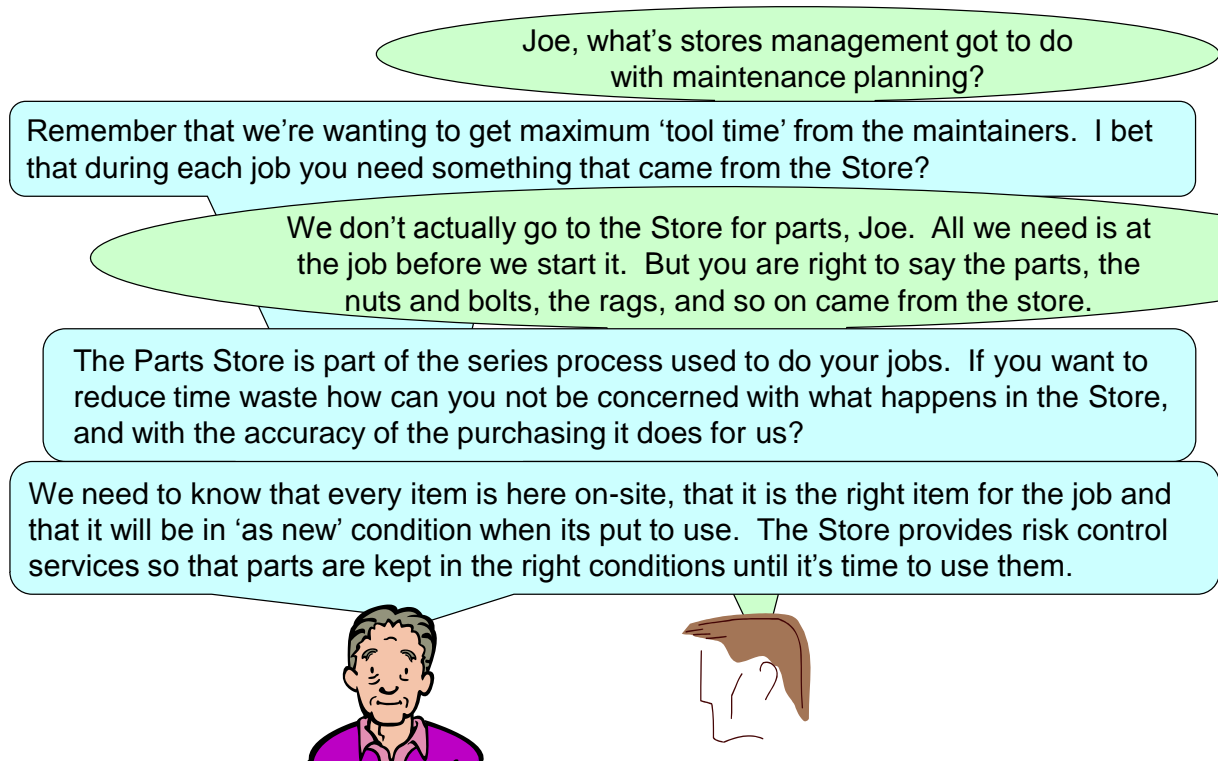 Joe, what's stores management got to do
with maintenance planning?
Remember that we're wanting to get maximum ‘tool time’ from the maintainers.  I bet
that during each job you need something that came from the Store?
We don’t actually go to the Store for parts, Joe.  All we need is at
the job before we start it.  But you are right to say the parts, the
nuts and bolts, the rags, and so on came from the store.
The Parts Store is part of the series process used to do your jobs.  If you want to
reduce time waste how can you not be concerned with what happens in the Store,
and with the accuracy of the purchasing it does for us?
We need to know that every item is here on-site, that it is the right item for the job and
that it will be in ‘as new’ condition when its put to use.  The Store provides risk control
services so that parts are kept in the right conditions until it’s time to use them.